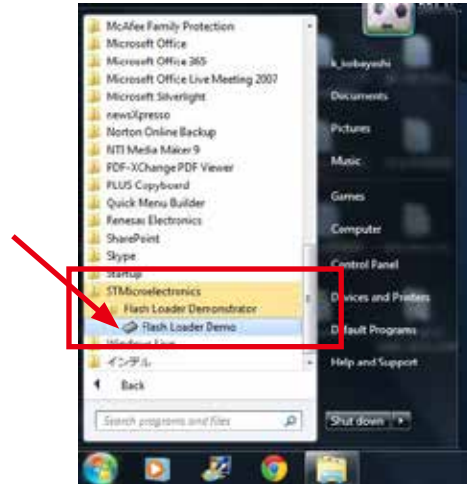 McAfee Family Protection
Microsoft Office
Microsoft Office 365
Microsoft Office Live Meeting 2007
Microsoft Silverlight
newsXpresso
Norton Online Backup
NTI Media Maker 9
PDF-XChange PDF Viewer
PLUS Copyboard
Quick Menu Builder
Renesas Electronics
SharePoint
Skype
Startup
STMicroelectronics
Flash Loader Demonstrator
Flash Loader Demo
Windows Live
インデル
Back
Search programs and files
k_kobayashi
Documents
Pictures
Music
Games
Computer
Control Panel
Devices and Printers
Default Programs
Help and Support
Shut down